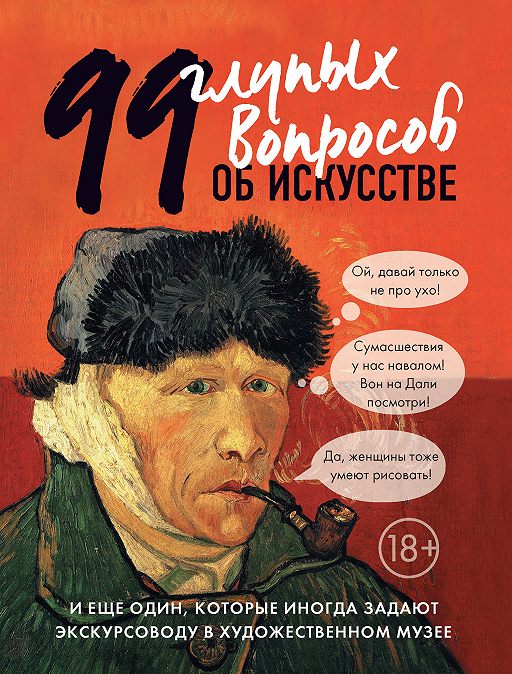 99 глупых
вопросов
ОБ ИСКУССТВЕ
Ой, давай только
не про ухо!
Сумасшествия
у нас навалом!
Вон на Дали
посмотри!
Да, женщины тоже
умеют рисовать!
18+
И ЕЩЕ ОДИН, КОТОРЫЕ ИНОГДА ЗАДАЮТ
ЭКСКУРСОВОДУ В ХУДОЖЕСТВЕННОМ МУЗЕЕ